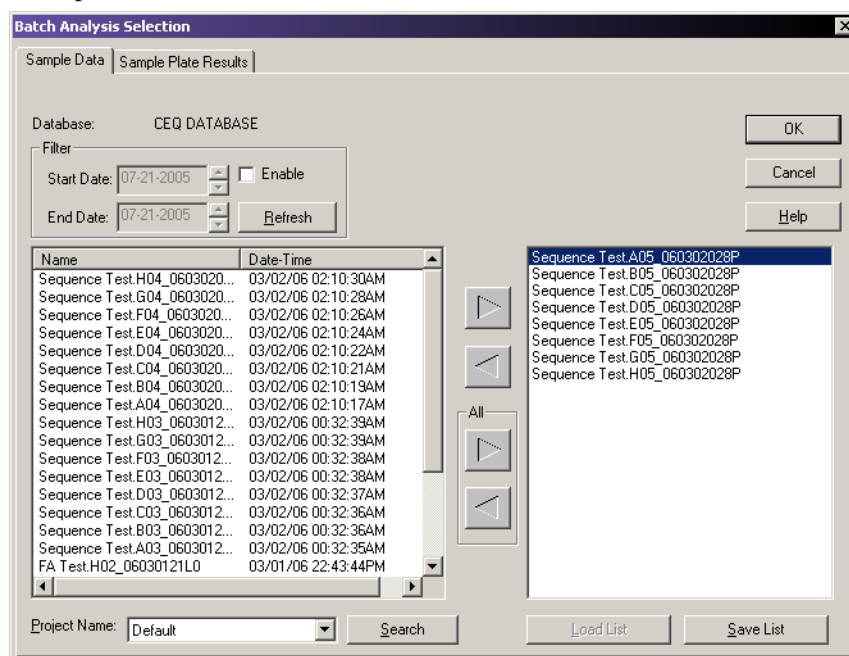 Batch Analysis Selection
Sample Data
Sample Plate Results
Database: CEQ DATABASE
Filter
Start Date: 07-21-2005 Enable
End Date: 07-21-2005 Refresh
OK
Cancel
Help
Name Date-Time
Sequence Test.H04_0603020... 03/02/06 02:10:30AM
Sequence Test.G04_0603020... 03/02/06 02:10:28AM
Sequence Test.F04_0603020... 03/02/06 02:10:26AM
Sequence Test.E04_0603020... 03/02/06 02:10:24AM
Sequence Test.D04_0603020... 03/02/06 02:10:22AM
Sequence Test.C04_0603020... 03/02/06 02:10:21AM
Sequence Test.B04_0603020... 03/02/06 02:10:19AM
Sequence Test.A04_0603020... 03/02/06 02:10:17AM
Sequence Test.H03_0603012... 03/02/06 00:32:39AM
Sequence Test.G03_0603012... 03/02/06 00:32:39AM
Sequence Test.F03_0603012... 03/02/06 00:32:38AM
Sequence Test.E03_0603012... 03/02/06 00:32:38AM
Sequence Test.D03_0603012... 03/02/06 00:32:37AM
Sequence Test.C03_0603012... 03/02/06 00:32:36AM
Sequence Test.B03_0603012... 03/02/06 00:32:36AM
Sequence Test.A03_0603012... 03/02/06 00:32:35AM
FA Test.H02_06030121L0 03/01/06 22:43:44PM
All
Sequence Test.A05_060302028P
Sequence Test.B05_060302028P
Sequence Test.C05_060302028P
Sequence Test.D05_060302028P
Sequence Test.E05_060302028P
Sequence Test.F05_060302028P
Sequence Test.G05_060302028P
Sequence Test.H05_060302028P
Project Name: Default Search
Load List
Save List